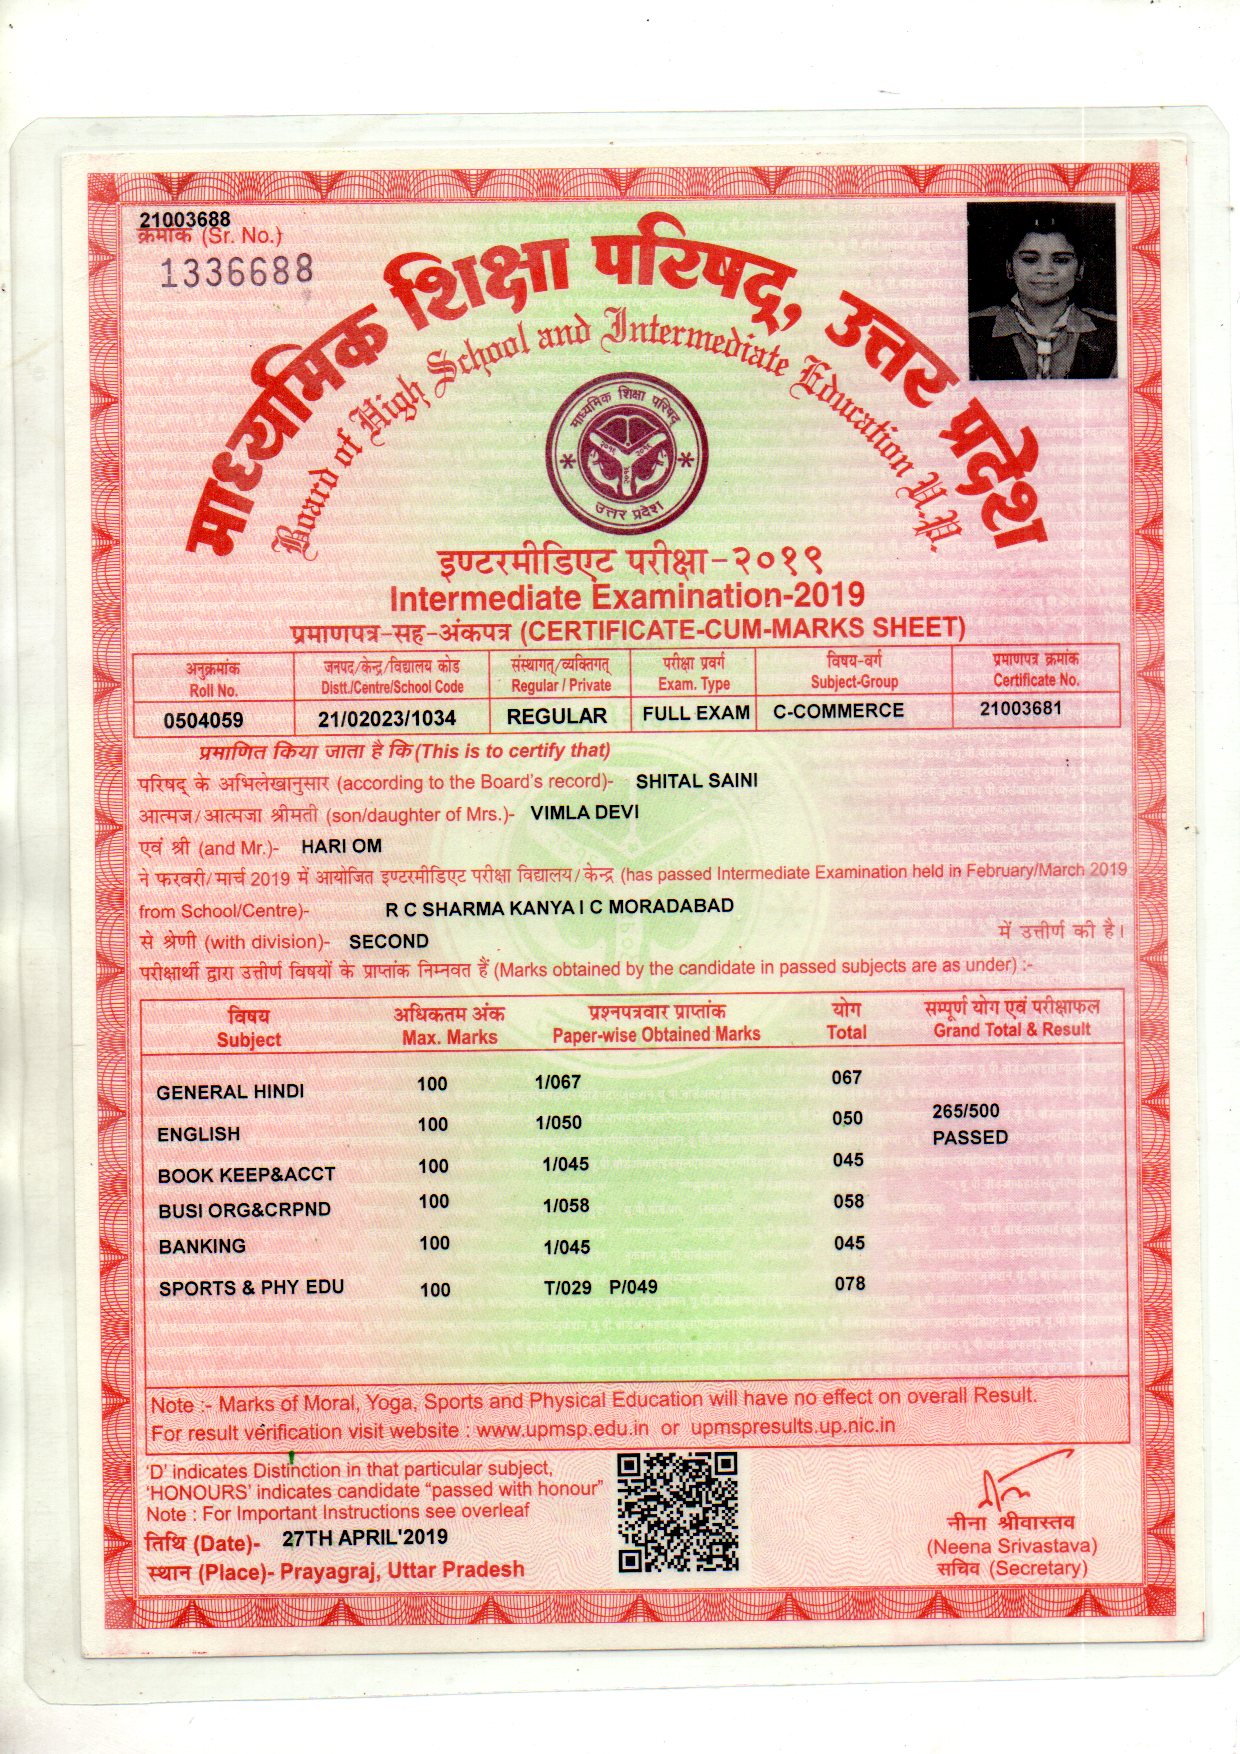 21003688
क्रमांक (Sr. No.)
1336688
माध्यमिक शिक्षा परिषद्, उत्तर प्रदेश
Board of High School and Intermediate Education U.P.
माध्यमिक शिक्षा परिषद
उत्तर प्रदेश
इण्टरमीडिएट परीक्षा-२०१९
Intermediate Examination-2019
प्रमाणपत्र-सह-अंकपत्र (CERTIFICATE-CUM-MARKS SHEET)
अनुक्रमांक जनपद/केन्द्र/विद्यालय कोड संस्थागत्/व्यक्तिगत् परीक्षा प्रवर्ग विषय-वर्ग प्रमाणपत्र क्रमांक
Roll No. Distt./Centre/School Code Regular / Private Exam. Type Subject-Group Certificate No.
0504059 21/02023/1034 REGULAR FULL EXAM C-COMMERCE 21003681
प्रमाणित किया जाता है कि (This is to certify that)
परिषद् के अभिलेखानुसार (according to the Board's record)- SHITAL SAINI
आत्मज/आत्मजा श्रीमती (son/daughter of Mrs.)- VIMLA DEVI
एवं श्री (and Mr.)- HARI OM
ने फरवरी/मार्च 2019 में आयोजित इण्टरमीडिएट परीक्षा विद्यालय/केन्द्र (has passed Intermediate Examination held in February/March 2019
from School/Centre)- R C SHARMA KANYA I C MORADABAD
से श्रेणी (with division)- SECOND में उत्तीर्ण की है।
परीक्षार्थी द्वारा उत्तीर्ण विषयों के प्राप्तांक निम्नवत हैं (Marks obtained by the candidate in passed subjects are as under) :-
विषय अधिकतम अंक प्रश्नपत्रवार प्राप्तांक योग सम्पूर्ण योग एवं परीक्षाफल
Subject Max. Marks Paper-wise Obtained Marks Total Grand Total & Result
GENERAL HINDI 100 1/067 067
ENGLISH 100 1/050 050 265/500
PASSED
BOOK KEEP&ACCT 100 1/045 045
BUSI ORG&CRPND 100 1/058 058
BANKING 100 1/045 045
SPORTS & PHY EDU 100 T/029 P/049 078
Note :- Marks of Moral, Yoga, Sports and Physical Education will have no effect on overall Result.
For result verification visit website : www.upmsp.edu.in or upmspresults.up.nic.in
'D' indicates Distinction in that particular subject,
'HONOURS' indicates candidate "passed with honour"
Note : For Important Instructions see overleaf
तिथि (Date)- 27TH APRIL'2019
स्थान (Place)- Prayagraj, Uttar Pradesh
नीना श्रीवास्तव
(Neena Srivastava)
सचिव (Secretary)